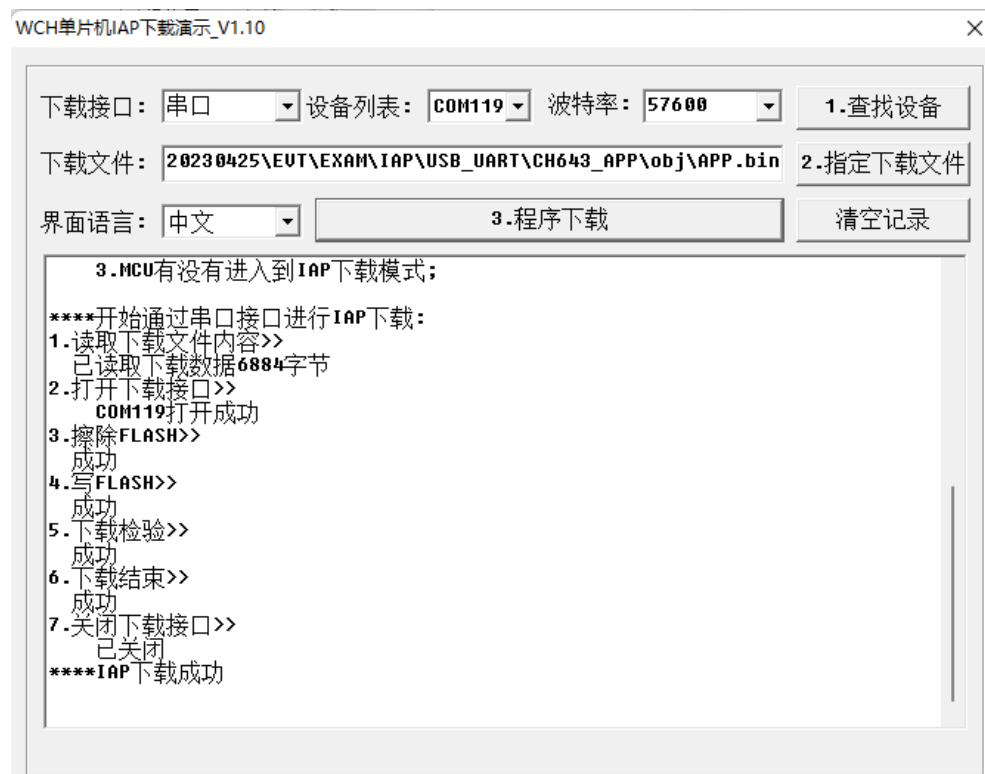 WCH单片机IAP下载演示_V1.10
下载接口: 串口 设备列表: COM119 波特率: 57600 1.查找设备
下载文件: 20230425\EVT\EXAM\IAP\USB_UART\CH643_APP\obj\APP.bin 2.指定下载文件
界面语言: 中文 3.程序下载 清空记录
3.MCU有没有进入到IAP下载模式;
****开始通过串口接口进行IAP下载:
1.读取下载文件内容>>
已读取下载数据6884字节
2.打开下载接口>>
COM119打开成功
3.擦除FLASH>>
成功
4.写FLASH>>
成功
5.下载检验>>
成功
6.下载结束>>
成功
7.关闭下载接口>>
已关闭
****IAP下载成功